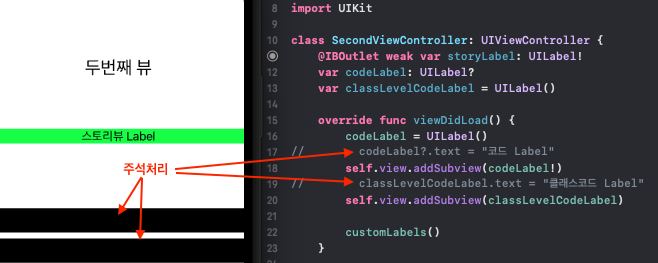 두번째 뷰
스토리뷰 Label
주석처리
8 import UIKit
9
10 class SecondViewController: UIViewController {
@IBOutlet weak var storyLabel: UILabel!
12 var codeLabel: UILabel?
13 var classLevelCodeLabel = UILabel()
14
15 override func viewDidLoad() {
16 codeLabel = UILabel()
17 // codeLabel?.text = "코드 Label"
18 self.view.addSubview(codeLabel!)
19 // classLevelCodeLabel.text = "클래스코드 Label"
20 self.view.addSubview(classLevelCodeLabel)
21
22 customLabels()
23 }